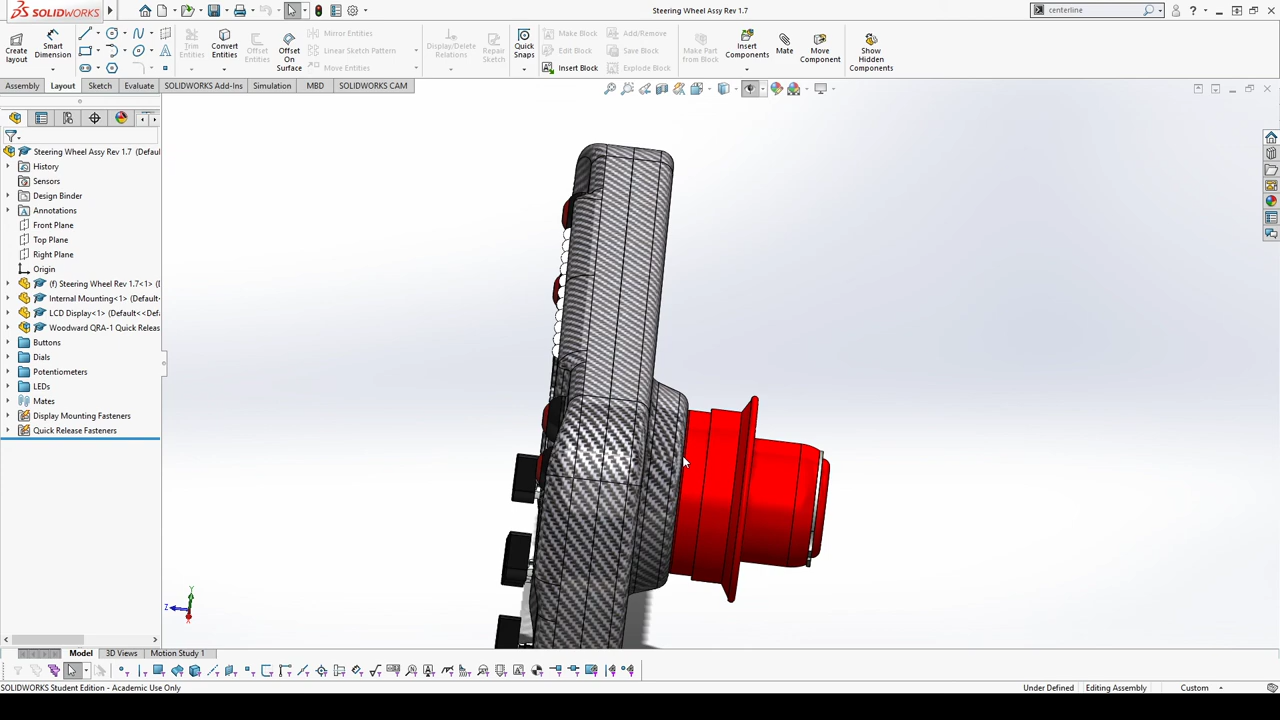 SOLIDWORKS
Steering Wheel Assy Rev 1.7
centerline
Create Layout
Smart Dimension
Trim Entities
Convert Entities
Offset Entities
Offset On Surface
Mirror Entities
Linear Sketch Pattern
Move Entities
Display/Delete Relations
Repair Sketch
Quick Snaps
Make Block
Edit Block
Insert Block
Add/Remove
Save Block
Explode Block
Make Part from Block
Insert Components
Mate
Move Component
Show Hidden Components
Assembly
Layout
Sketch
Evaluate
SOLIDWORKS Add-Ins
Simulation
MBD
SOLIDWORKS CAM
Steering Wheel Assy Rev 1.7 (Defau
History
Sensors
Design Binder
Annotations
Front Plane
Top Plane
Right Plane
Origin
(f) Steering Wheel Rev 1.7<1> (Defau
Internal Mounting<1> (Default<
LCD Display<1> (Default<<Defa
Woodward QRA-1 Quick Releas
Buttons
Dials
Potentiometers
LEDs
Mates
Display Mounting Fasteners
Quick Release Fasteners
Y
Z
X
Model
3D Views
Motion Study 1
SOLIDWORKS Student Edition - Academic Use Only
Under Defined
Editing Assembly
Custom